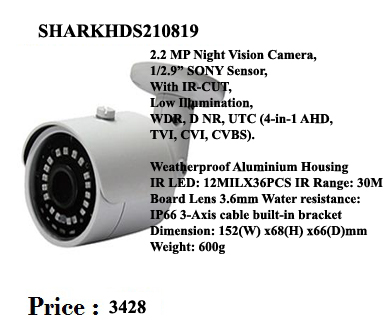 SHARKHDS210819
2.2 MP Night Vision Camera,
1/2.9” SONY Sensor,
With IR-CUT,
Low Illumination,
WDR, D NR, UTC (4-in-1 AHD,
TVI, CVI, CVBS).
Weatherproof Aluminium Housing
IR LED: 12MILX36PCS IR Range: 30M
Board Lens 3.6mm Water resistance:
IP66 3-Axis cable built-in bracket
Dimension: 152(W) x68(H) x66(D)mm
Weight: 600g
Price : 3428